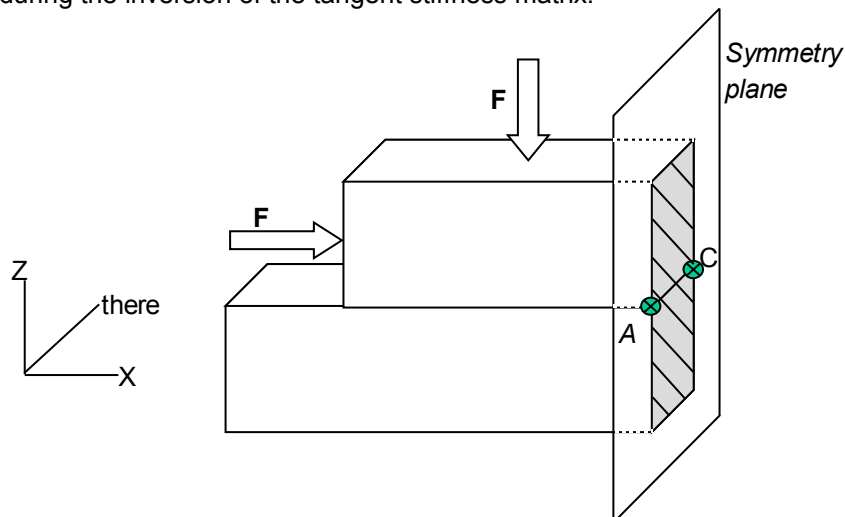 during the inversion of the tangent stiffness matrix.
Symmetry
plane
F
F
C
Z
there
A
X